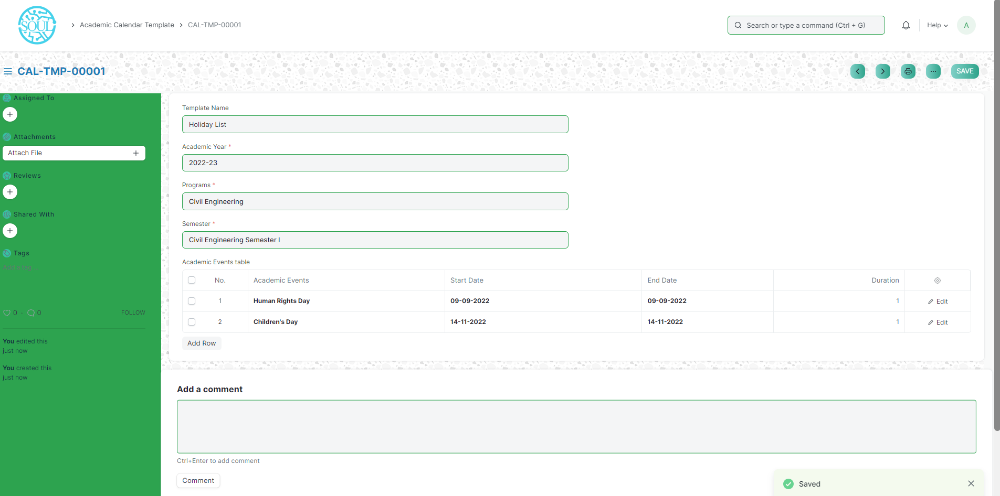 SOUL
Academic Calendar Template
CAL-TMP-00001
Search or type a command (Ctrl + G)
Help
A
CAL-TMP-00001
SAVE
Assigned To
Attachments
Attach File
Reviews
Shared With
Tags
Add a tag...
0 · 0
FOLLOW
You edited this
just now
You created this
just now
Template Name
Holiday List
Academic Year *
2022-23
Programs *
Civil Engineering
Semester *
Civil Engineering Semester I
Academic Events table
No. Academic Events Start Date End Date Duration
1 Human Rights Day 09-09-2022 09-09-2022 1 Edit
2 Children's Day 14-11-2022 14-11-2022 1 Edit
Add Row
Add a comment
Ctrl+Enter to add comment
Comment
Saved